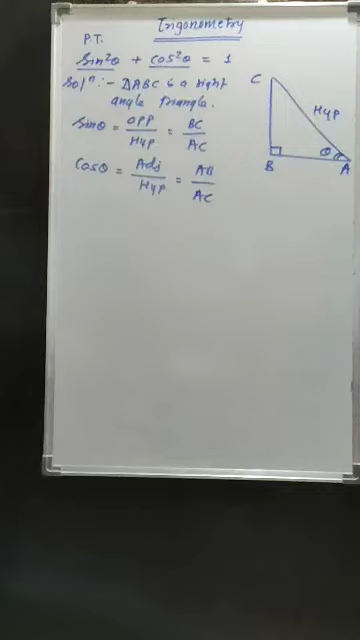 Trigonometry
P.T.
Sin²θ + Cos²θ = 1
Solⁿ :- ΔABC is a right
angle triangle.
Sinθ = OPP/Hyp = BC/AC
Cosθ = Adj/Hyp = AB/AC
C
Hyp
θ
B A